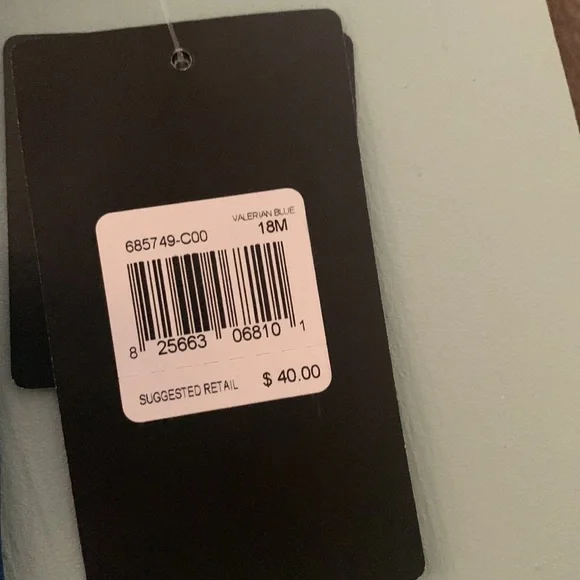 VALERIAN BLUE
685749-C00 18M
8 25663 06810 1
SUGGESTED RETAIL $ 40.00